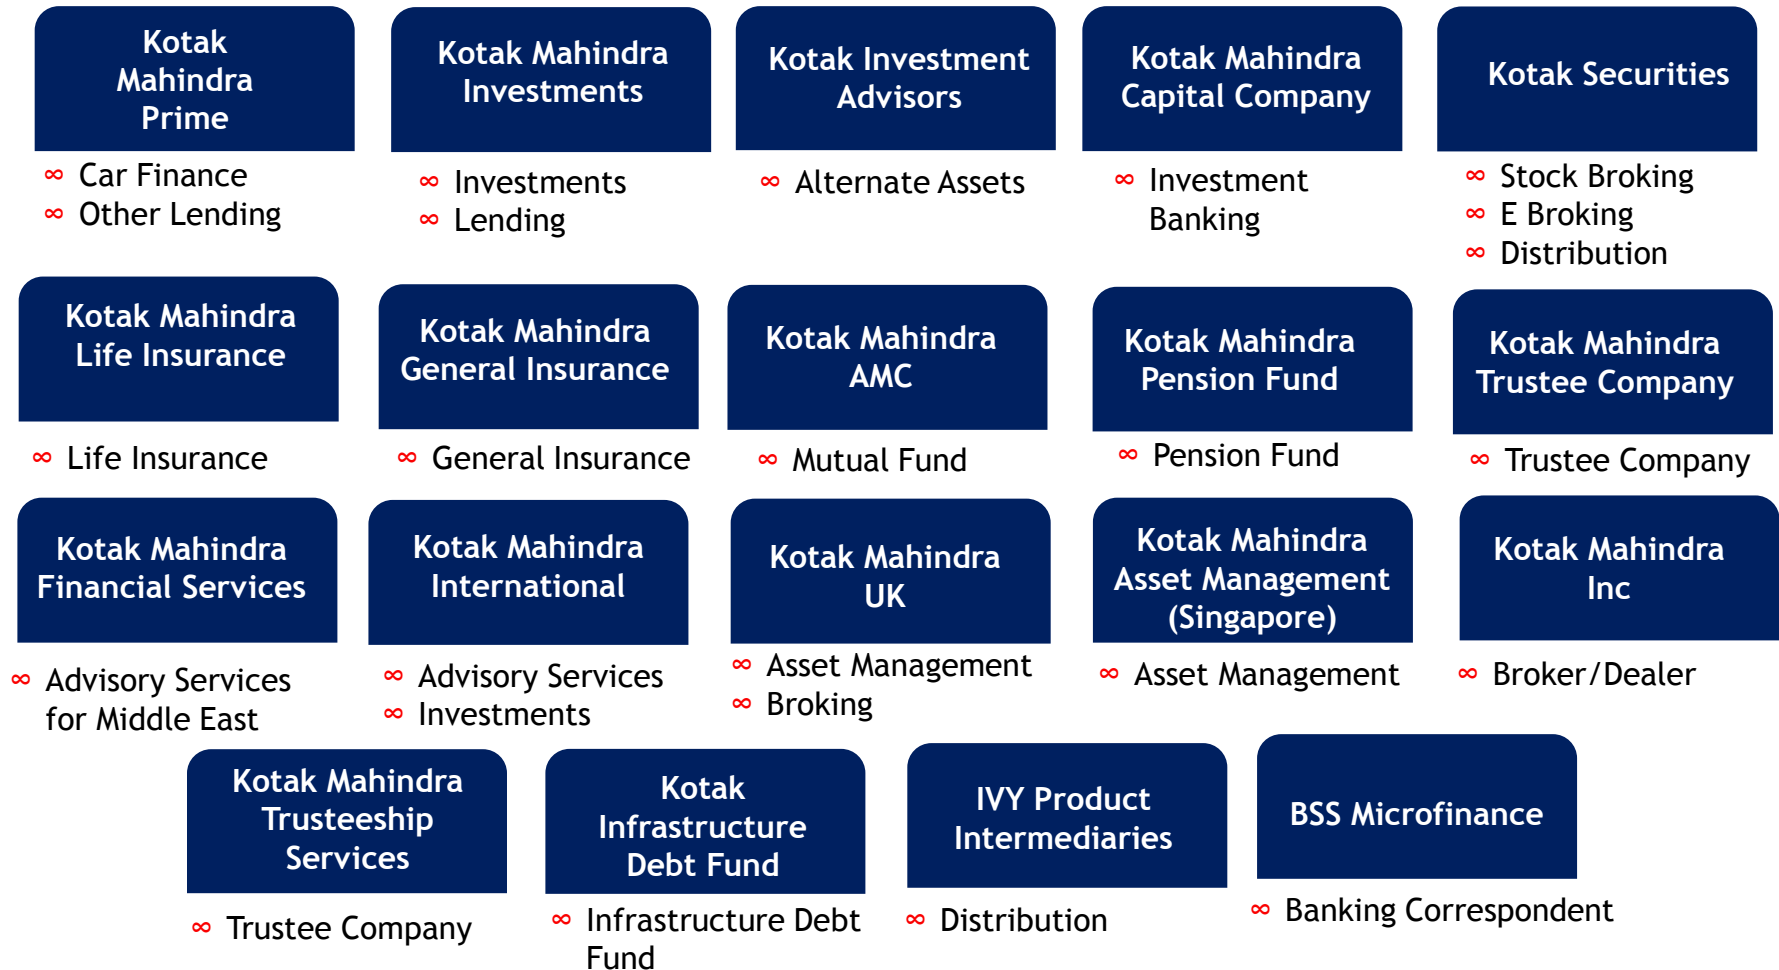 Kotak
Mahindra
Prime
∞ Car Finance
∞ Other Lending
Kotak Mahindra
Investments
∞ Investments
∞ Lending
Kotak Investment
Advisors
∞ Alternate Assets
Kotak Mahindra
Capital Company
∞ Investment
Banking
Kotak Securities
∞ Stock Broking
∞ E Broking
∞ Distribution
Kotak Mahindra
Life Insurance
∞ Life Insurance
Kotak Mahindra
General Insurance
∞ General Insurance
Kotak Mahindra
AMC
∞ Mutual Fund
Kotak Mahindra
Pension Fund
∞ Pension Fund
Kotak Mahindra
Trustee Company
∞ Trustee Company
Kotak Mahindra
Financial Services
∞ Advisory Services
for Middle East
Kotak Mahindra
International
∞ Advisory Services
∞ Investments
Kotak Mahindra
UK
∞ Asset Management
∞ Broking
Kotak Mahindra
Asset Management
(Singapore)
∞ Asset Management
Kotak Mahindra
Inc
∞ Broker/Dealer
Kotak Mahindra
Trusteeship
Services
∞ Trustee Company
Kotak
Infrastructure
Debt Fund
∞ Infrastructure Debt
Fund
IVY Product
Intermediaries
∞ Distribution
BSS Microfinance
∞ Banking Correspondent